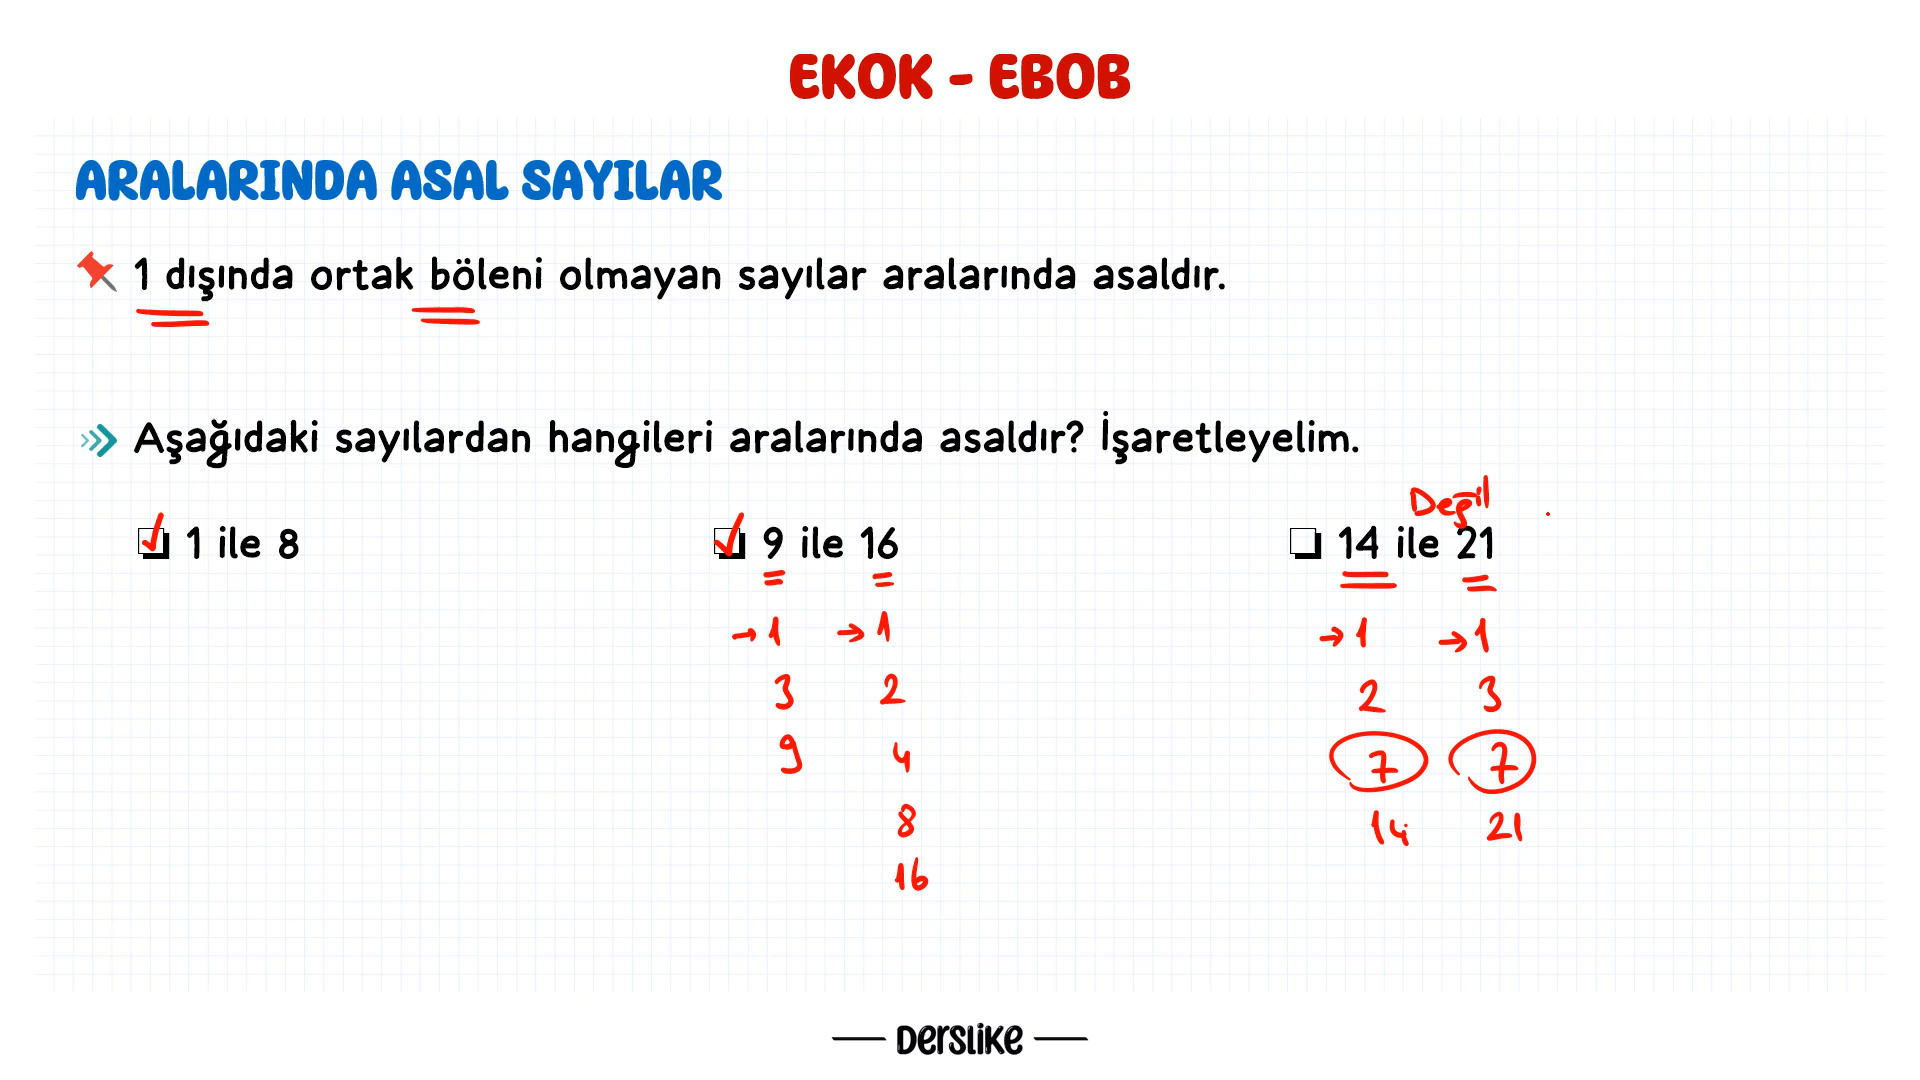 EKOK - EBOB
ARALARINDA ASAL SAYILAR
1 dışında ortak böleni olmayan sayılar aralarında asaldır.
Aşağıdaki sayılardan hangileri aralarında asaldır? İşaretleyelim.
Değil
1 ile 8
9 ile 16
14 ile 21
→1 →1
3 2
9 4
8
16
→1 →1
2 3
7 7
14 21
Derslike